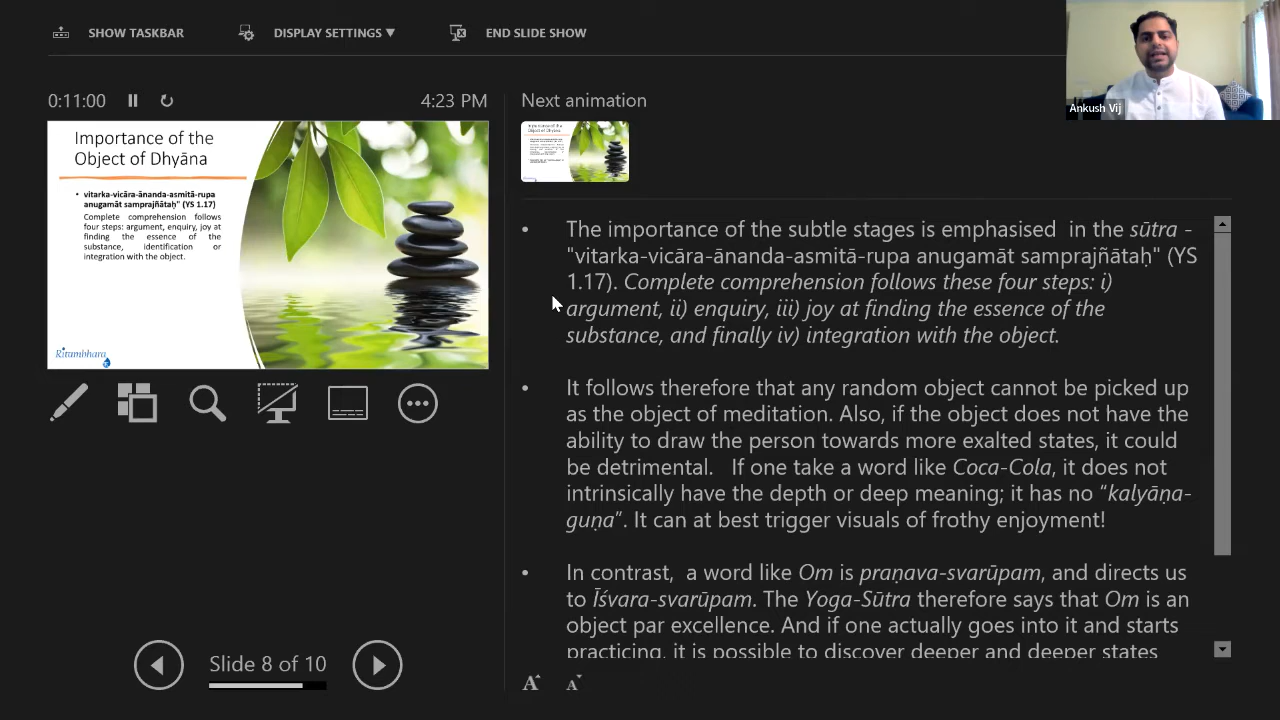 SHOW TASKBAR
DISPLAY SETTINGS ▼
END SLIDE SHOW
Ankush Vij
0:11:00
4:23 PM
Next animation
Importance of the
Object of Dhyāna
• vitarka-vicāra-ānanda-asmitā-rupa
anugamāt samprajñātaḥ" (YS 1.17)
Complete comprehension follows
four steps: argument, enquiry, joy at
finding the essence of the
substance, identification or
integration with the object.
Ritambhara
• The importance of the subtle stages is emphasised in the sūtra -
"vitarka-vicāra-ānanda-asmitā-rupa anugamāt samprajñātaḥ" (YS
1.17). Complete comprehension follows these four steps: i)
argument, ii) enquiry, iii) joy at finding the essence of the
substance, and finally iv) integration with the object.
• It follows therefore that any random object cannot be picked up
as the object of meditation. Also, if the object does not have the
ability to draw the person towards more exalted states, it could
be detrimental. If one take a word like Coca-Cola, it does not
intrinsically have the depth or deep meaning; it has no “kalyāṇa-
guṇa”. It can at best trigger visuals of frothy enjoyment!
• In contrast, a word like Om is praṇava-svarūpam, and directs us
to Īśvara-svarūpam. The Yoga-Sūtra therefore says that Om is an
object par excellence. And if one actually goes into it and starts
practicing, it is possible to discover deeper and deeper states
Slide 8 of 10
A A